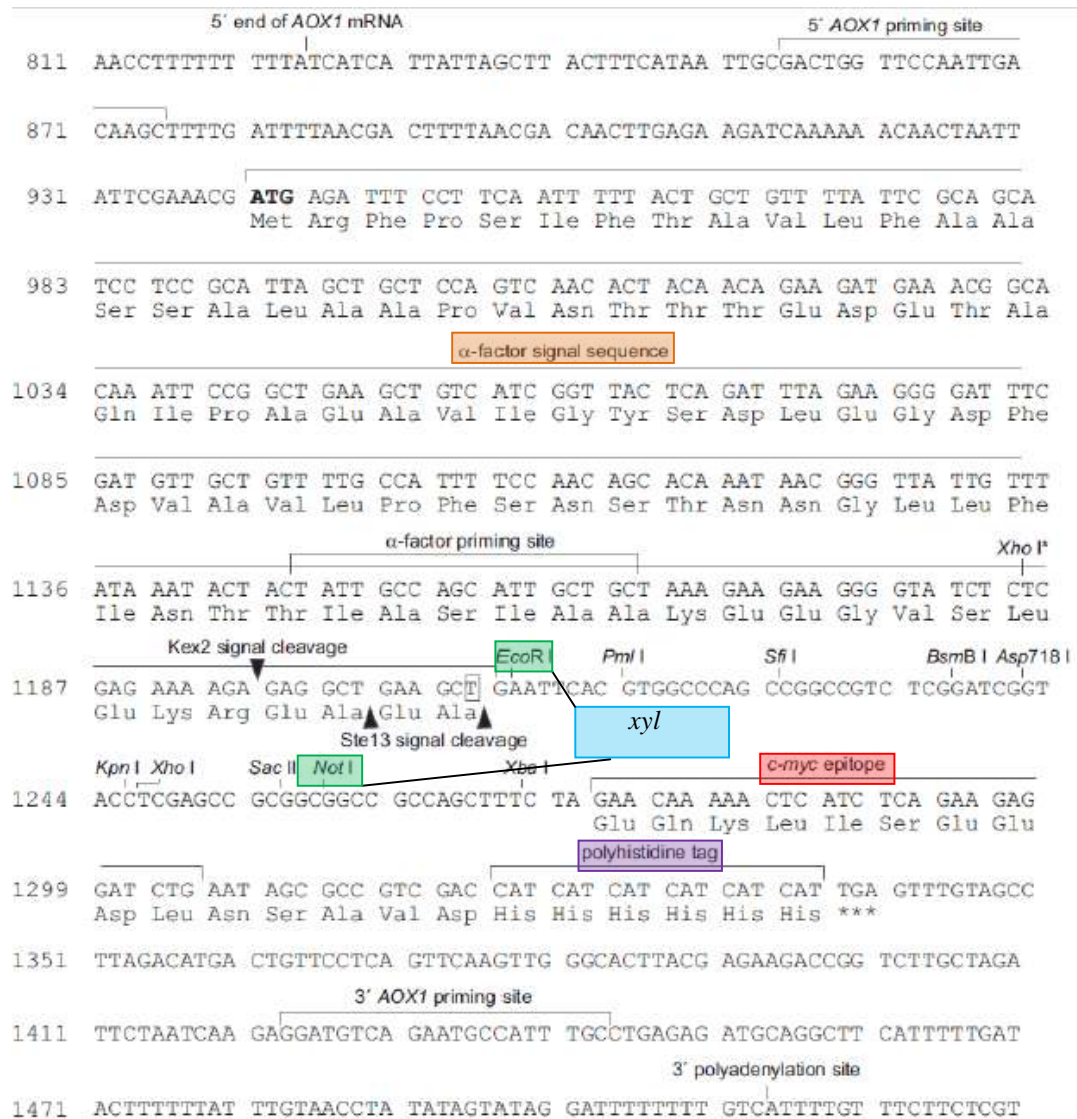 5´ end of AOX1 mRNA 5´ AOX1 priming site
811 AACCTTTTTT TTTATCATCA TTATTAGCTT ACTTTCATAA TTGCGACTGG TTCCAATTGA
871 CAAGCTTTTG ATTTTAACGA CTTTTAACGA CAACTTGAGA AGATCAAAAA ACAACTAATT
931 ATTCGAAACG ATG AGA TTT CCT TCA ATT TTT ACT GCT GTT TTA TTC GCA GCA
Met Arg Phe Pro Ser Ile Phe Thr Ala Val Leu Phe Ala Ala
983 TCC TCC GCA TTA GCT GCT CCA GTC AAC ACT ACA ACA GAA GAT GAA ACG GCA
Ser Ser Ala Leu Ala Ala Pro Val Asn Thr Thr Thr Glu Asp Glu Thr Ala
α-factor signal sequence
1034 CAA ATT CCG GCT GAA GCT GTC ATC GGT TAC TCA GAT TTA GAA GGG GAT TTC
Gln Ile Pro Ala Glu Ala Val Ile Gly Tyr Ser Asp Leu Glu Gly Asp Phe
1085 GAT GTT GCT GTT TTG CCA TTT TCC AAC AGC ACA AAT AAC GGG TTA TTG TTT
Asp Val Ala Val Leu Pro Phe Ser Asn Ser Thr Asn Asn Gly Leu Leu Phe
α-factor priming site Xho I*
1136 ATA AAT ACT ACT ATT GCC AGC ATT GCT GCT AAA GAA GAA GGG GTA TCT CTC
Ile Asn Thr Thr Ile Ala Ser Ile Ala Ala Lys Glu Glu Gly Val Ser Leu
Kex2 signal cleavage EcoR I Pml I Sfi I BsmB I Asp718 I
1187 GAG AAA AGA GAG GCT GAA GCT GAATTCAC GTGGCCCAG CCGGCCGTC TCGGATCGGT
Glu Lys Arg Glu Ala Glu Ala
Ste13 signal cleavage
xyl
Kpn I Xho I Sac II Not I Xba I c-myc epitope
1244 ACCTCGAGCC GCGGCGGCC GCCAGCTTTC TA GAA CAA AAA CTC ATC TCA GAA GAG
Glu Gln Lys Leu Ile Ser Glu Glu
polyhistidine tag
1299 GAT CTG AAT AGC GCC GTC GAC CAT CAT CAT CAT CAT CAT TGA GTTTGTAGCC
Asp Leu Asn Ser Ala Val Asp His His His His His His ***
1351 TTAGACATGA CTGTTCCTCA GTTCAAGTTG GGCACTTACG AGAAGACCGG TCTTGCTAGA
3´ AOX1 priming site
1411 TTCTAATCAA GAGGATGTCA GAATGCCATT TGCCTGAGAG ATGCAGGCTT CATTTTTGAT
3´ polyadenylation site
1471 ACTTTTTTAT TTGTAACCTA TATAGTATAG GATTTTTTTT GTCATTTTGT TTCTTCTCGT